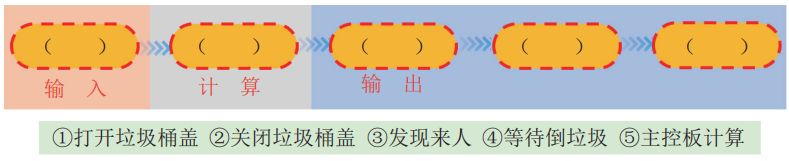 （ ） （ ） （ ） （ ） （ ）
输 入 计 算 输 出
①打开垃圾桶盖 ②关闭垃圾桶盖 ③发现来人 ④等待倒垃圾 ⑤主控板计算